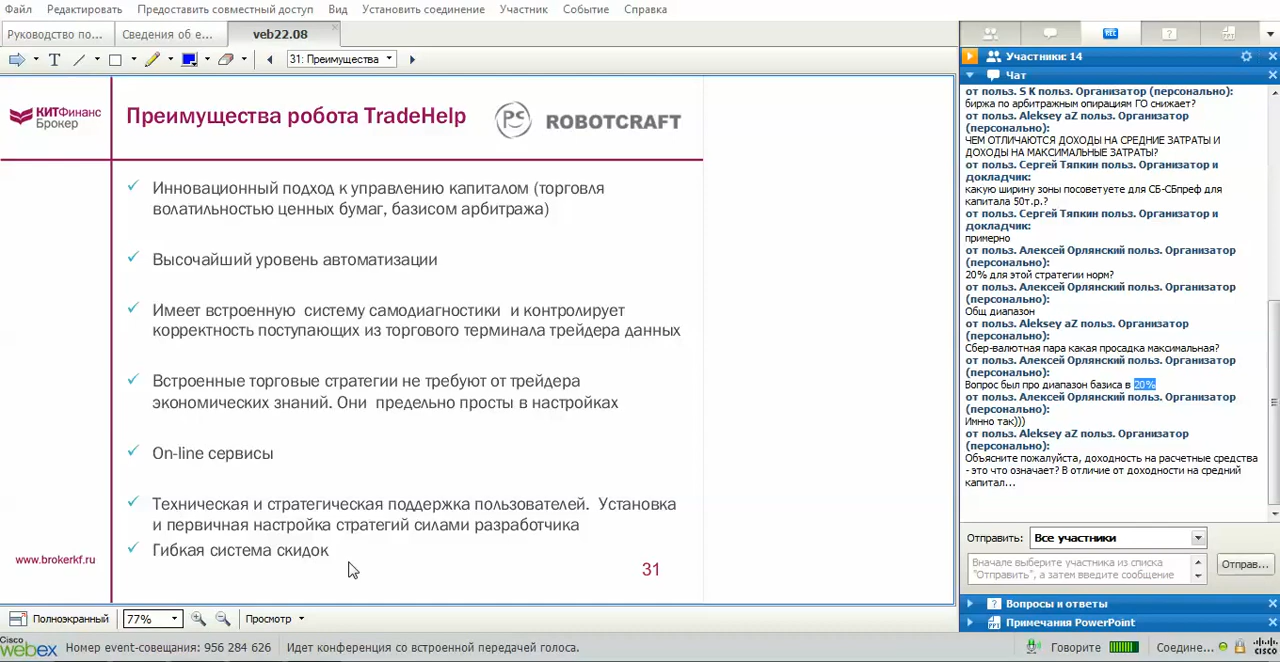 Файл Редактировать Предоставить совместный доступ Вид Установить соединение Участник Событие Справка
Руководство по... Сведения об е... veb22.08
T 31: Преимущества
КИТФинанс
Брокер
Преимущества робота TradeHelp
ROBOTCRAFT
Инновационный подход к управлению капиталом (торговля
волатильностью ценных бумаг, базисом арбитража)
Высочайший уровень автоматизации
Имеет встроенную систему самодиагностики и контролирует
корректность поступающих из торгового терминала трейдера данных
Встроенные торговые стратегии не требуют от трейдера
экономических знаний. Они предельно просты в настройках
On-line сервисы
Техническая и стратегическая поддержка пользователей. Установка
и первичная настройка стратегий силами разработчика
Гибкая система скидок
www.brokerkf.ru
31
REC
Участники: 14
Чат
от польз. S K польз. Организатор (персонально):
биржа по арбитражным опирациям ГО снижает?
от польз. Aleksey aZ польз. Организатор
(персонально):
ЧЕМ ОТЛИЧАЮТСЯ ДОХОДЫ НА СРЕДНИЕ ЗАТРАТЫ И
ДОХОДЫ НА МАКСИМАЛЬНЫЕ ЗАТРАТЫ?
от польз. Сергей Тяпкин польз. Организатор и
докладчик:
какую ширину зоны посоветуете для СБ-СБпреф для
капитала 50т.р.?
от польз. Сергей Тяпкин польз. Организатор и
докладчик:
примерно
от польз. Алексей Орлянский польз. Организатор
(персонально):
20% для этой стратегии норм?
от польз. Алексей Орлянский польз. Организатор
(персонально):
Общ диапазон
от польз. Aleksey aZ польз. Организатор
(персонально):
Сбер-валютная пара какая просадка максимальная?
от польз. Алексей Орлянский польз. Организатор
(персонально):
Вопрос был про диапазон базиса в 20%
от польз. Алексей Орлянский польз. Организатор
(персонально):
Имнно так)))
от польз. Aleksey aZ польз. Организатор
(персонально):
Объясните пожалуйста, доходность на расчетные средства
- это что означает? В отличие от доходности на средний
капитал...
Отправить: Все участники
Вначале выберите участника из списка
"Отправить", а затем введите сообщение
Отправ...
Вопросы и ответы
Примечания PowerPoint
Полноэкранный 77% Просмотр
Cisco
webex
Номер event-совещания: 956 284 626 Идет конференция со встроенной передачей голоса.
Говорите Соедине...
CISCO